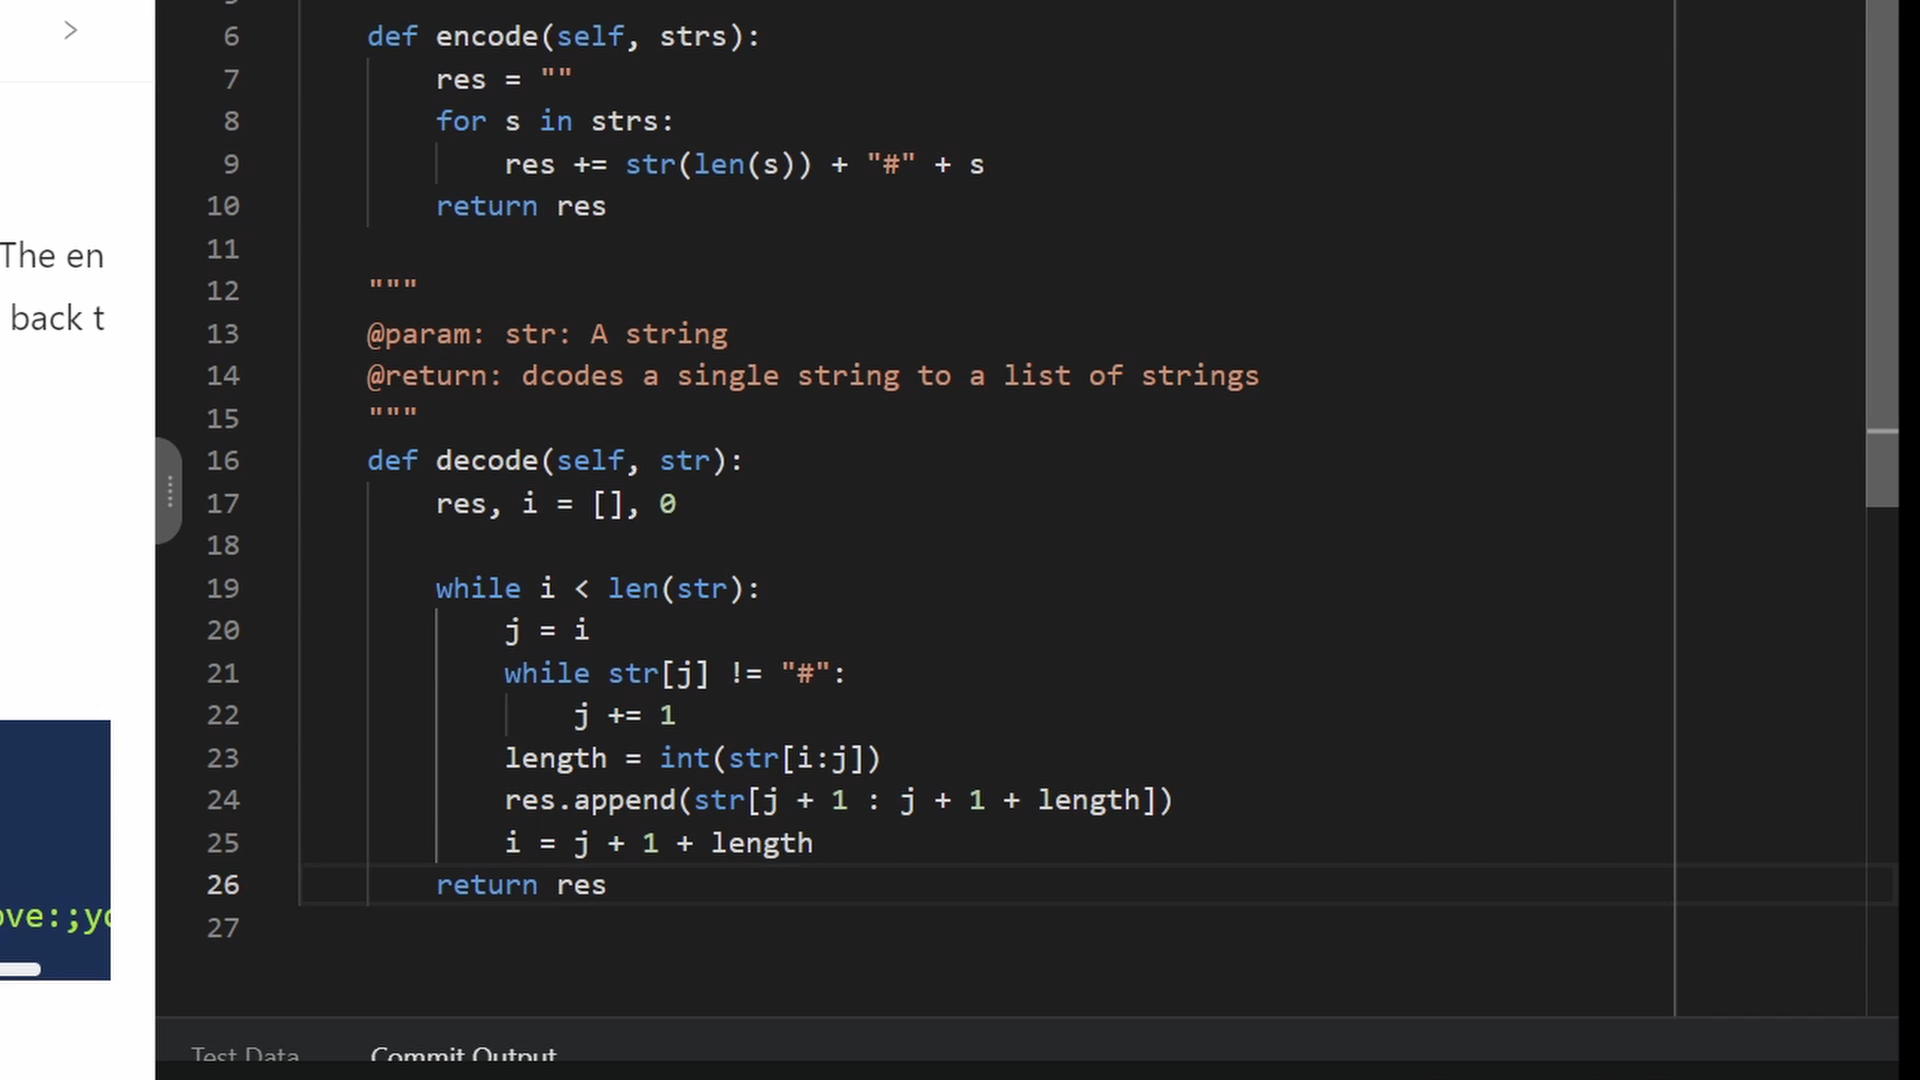 The en
back t
ove:;yo
6 def encode(self, strs):
7 res = ""
8 for s in strs:
9 res += str(len(s)) + "#" + s
10 return res
11
12 """
13 @param: str: A string
14 @return: dcodes a single string to a list of strings
15 """
16 def decode(self, str):
17 res, i = [], 0
18
19 while i < len(str):
20 j = i
21 while str[j] != "#":
22 j += 1
23 length = int(str[i:j])
24 res.append(str[j + 1 : j + 1 + length])
25 i = j + 1 + length
26 return res
27
Test Data Commit Output